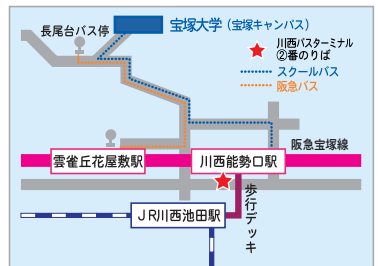 長尾台バス停
宝塚大学（宝塚キャンパス）
川西バスターミナル
②番のりば
スクールバス
阪急バス
阪急宝塚線
雲雀丘花屋敷駅
川西能勢口駅
歩行デッキ
JR川西池田駅